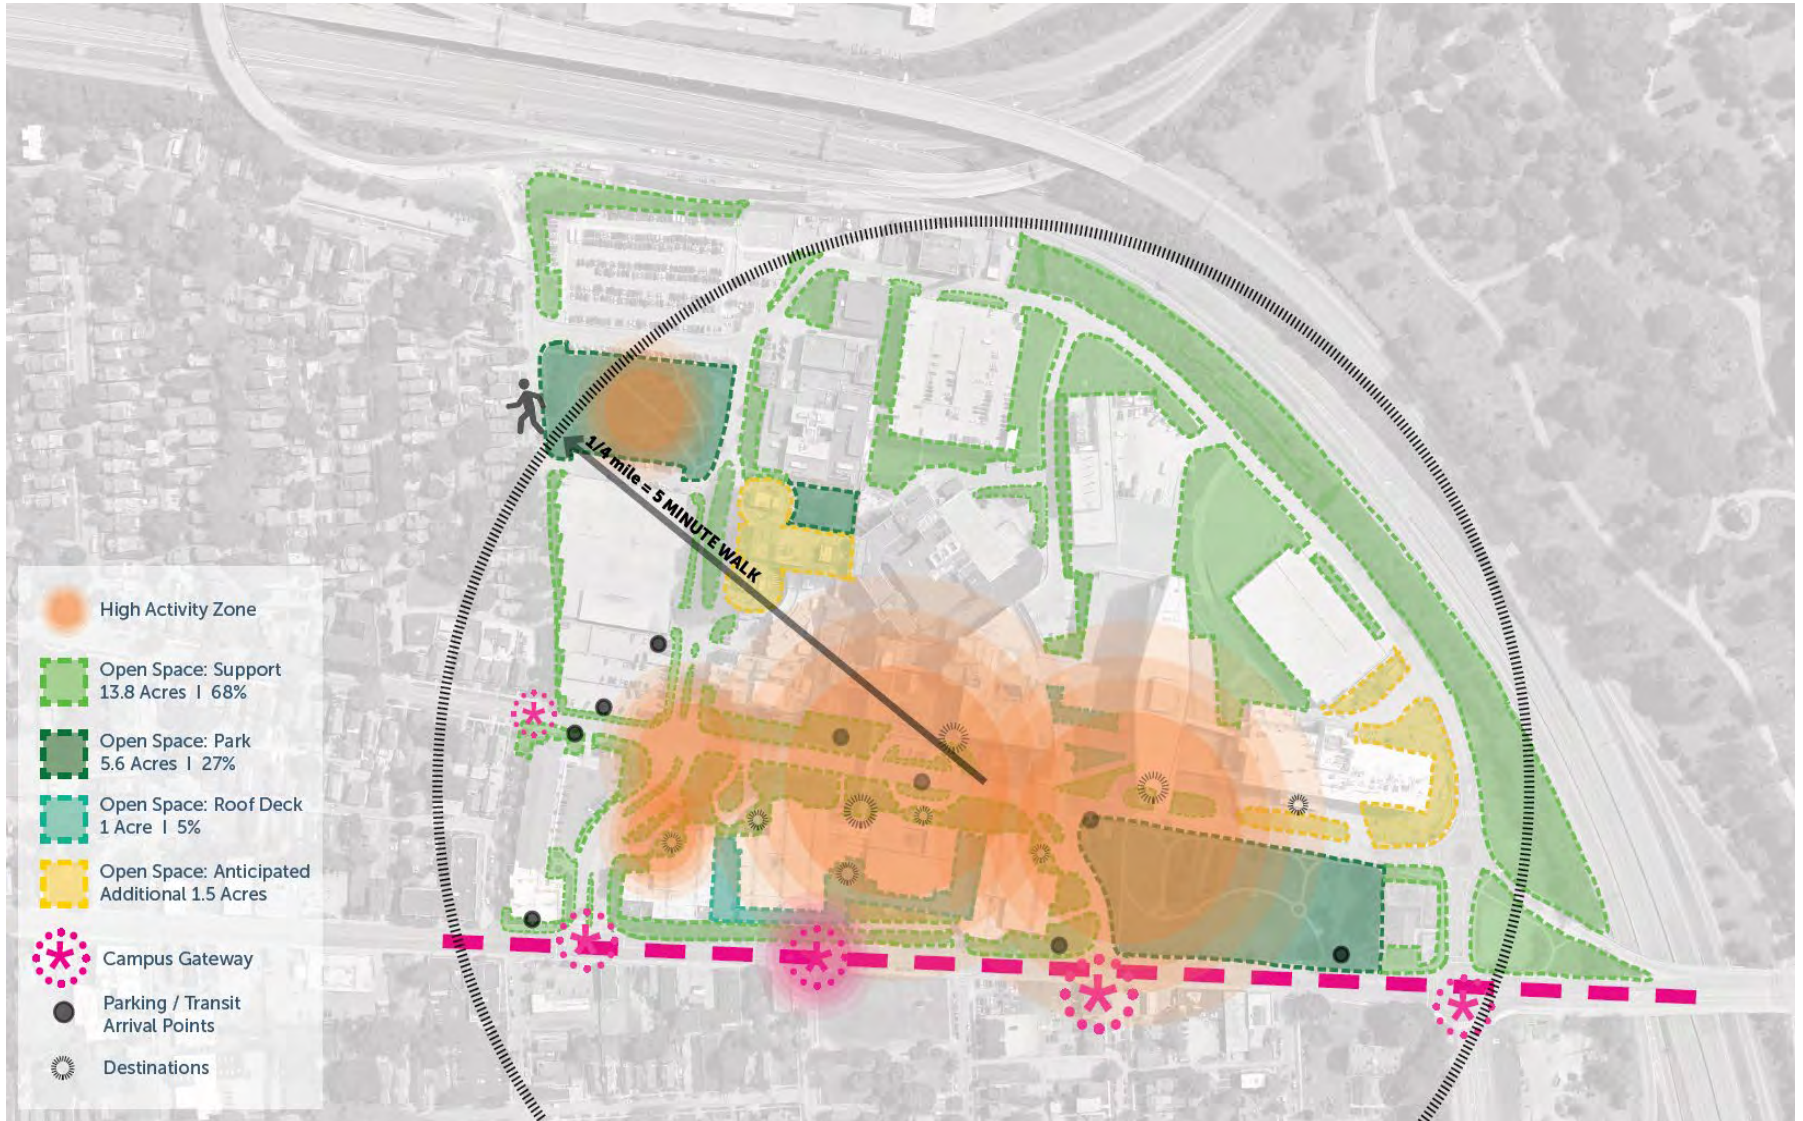 1/4 mile = 5 MINUTE WALK
High Activity Zone
Open Space: Support
13.8 Acres | 68%
Open Space: Park
5.6 Acres | 27%
Open Space: Roof Deck
1 Acre | 5%
Open Space: Anticipated
Additional 1.5 Acres
Campus Gateway
Parking / Transit
Arrival Points
Destinations